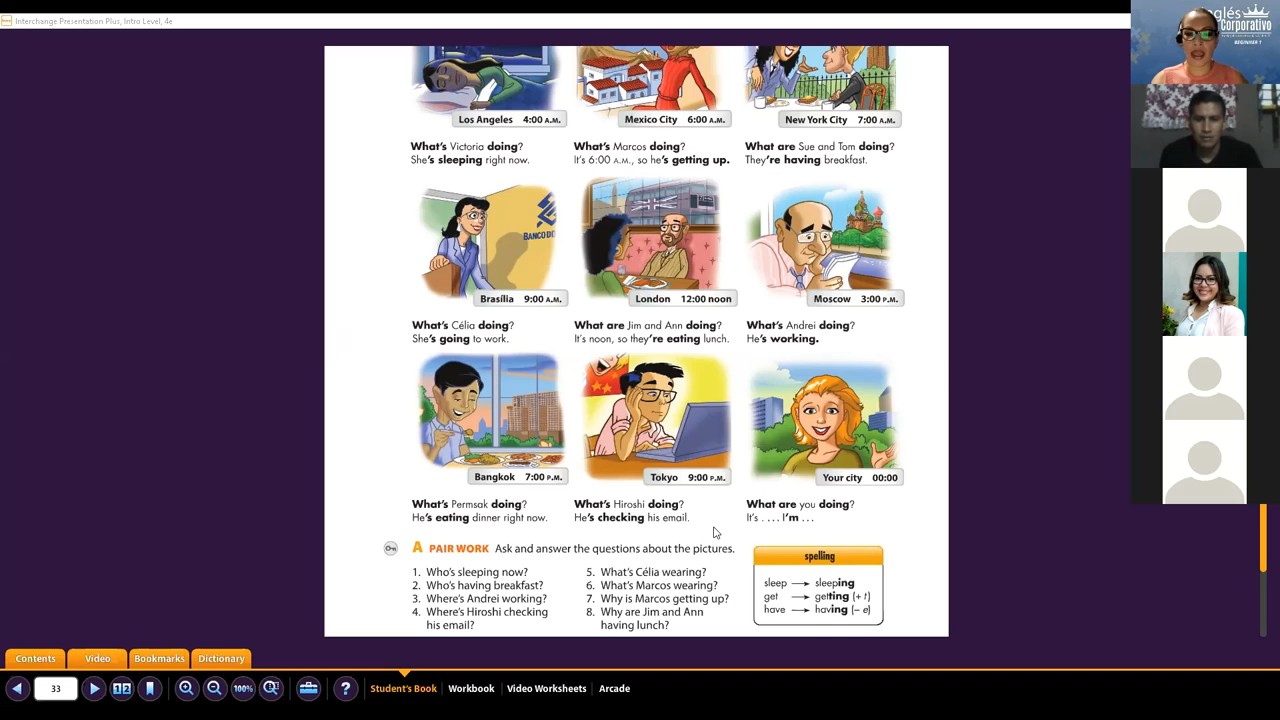 Interchange Presentation Plus, Intro Level, 4e
Inglés
Corporativo
BEGINNER 1
Los Angeles 4:00 A.M.
Mexico City 6:00 A.M.
New York City 7:00 A.M.
What's Victoria doing?
She's sleeping right now.
What's Marcos doing?
It's 6:00 A.M., so he's getting up.
What are Sue and Tom doing?
They're having breakfast.
BANCO DO
Brasília 9:00 A.M.
London 12:00 noon
Moscow 3:00 P.M.
What's Célia doing?
She's going to work.
What are Jim and Ann doing?
It's noon, so they're eating lunch.
What's Andrei doing?
He's working.
Bangkok 7:00 P.M.
Tokyo 9:00 P.M.
Your city 00:00
What's Permsak doing?
He's eating dinner right now.
What's Hiroshi doing?
He's checking his email.
What are you doing?
It's .... I'm ...
A PAIR WORK Ask and answer the questions about the pictures.
1. Who's sleeping now?
2. Who's having breakfast?
3. Where's Andrei working?
4. Where's Hiroshi checking
his email?
5. What's Célia wearing?
6. What's Marcos wearing?
7. Why is Marcos getting up?
8. Why are Jim and Ann
having lunch?
spelling
sleep → sleeping
get → getting (+ t)
have → having (– e)
Contents
Video
Bookmarks
Dictionary
33
1 2
100%
?
Student's Book
Workbook
Video Worksheets
Arcade